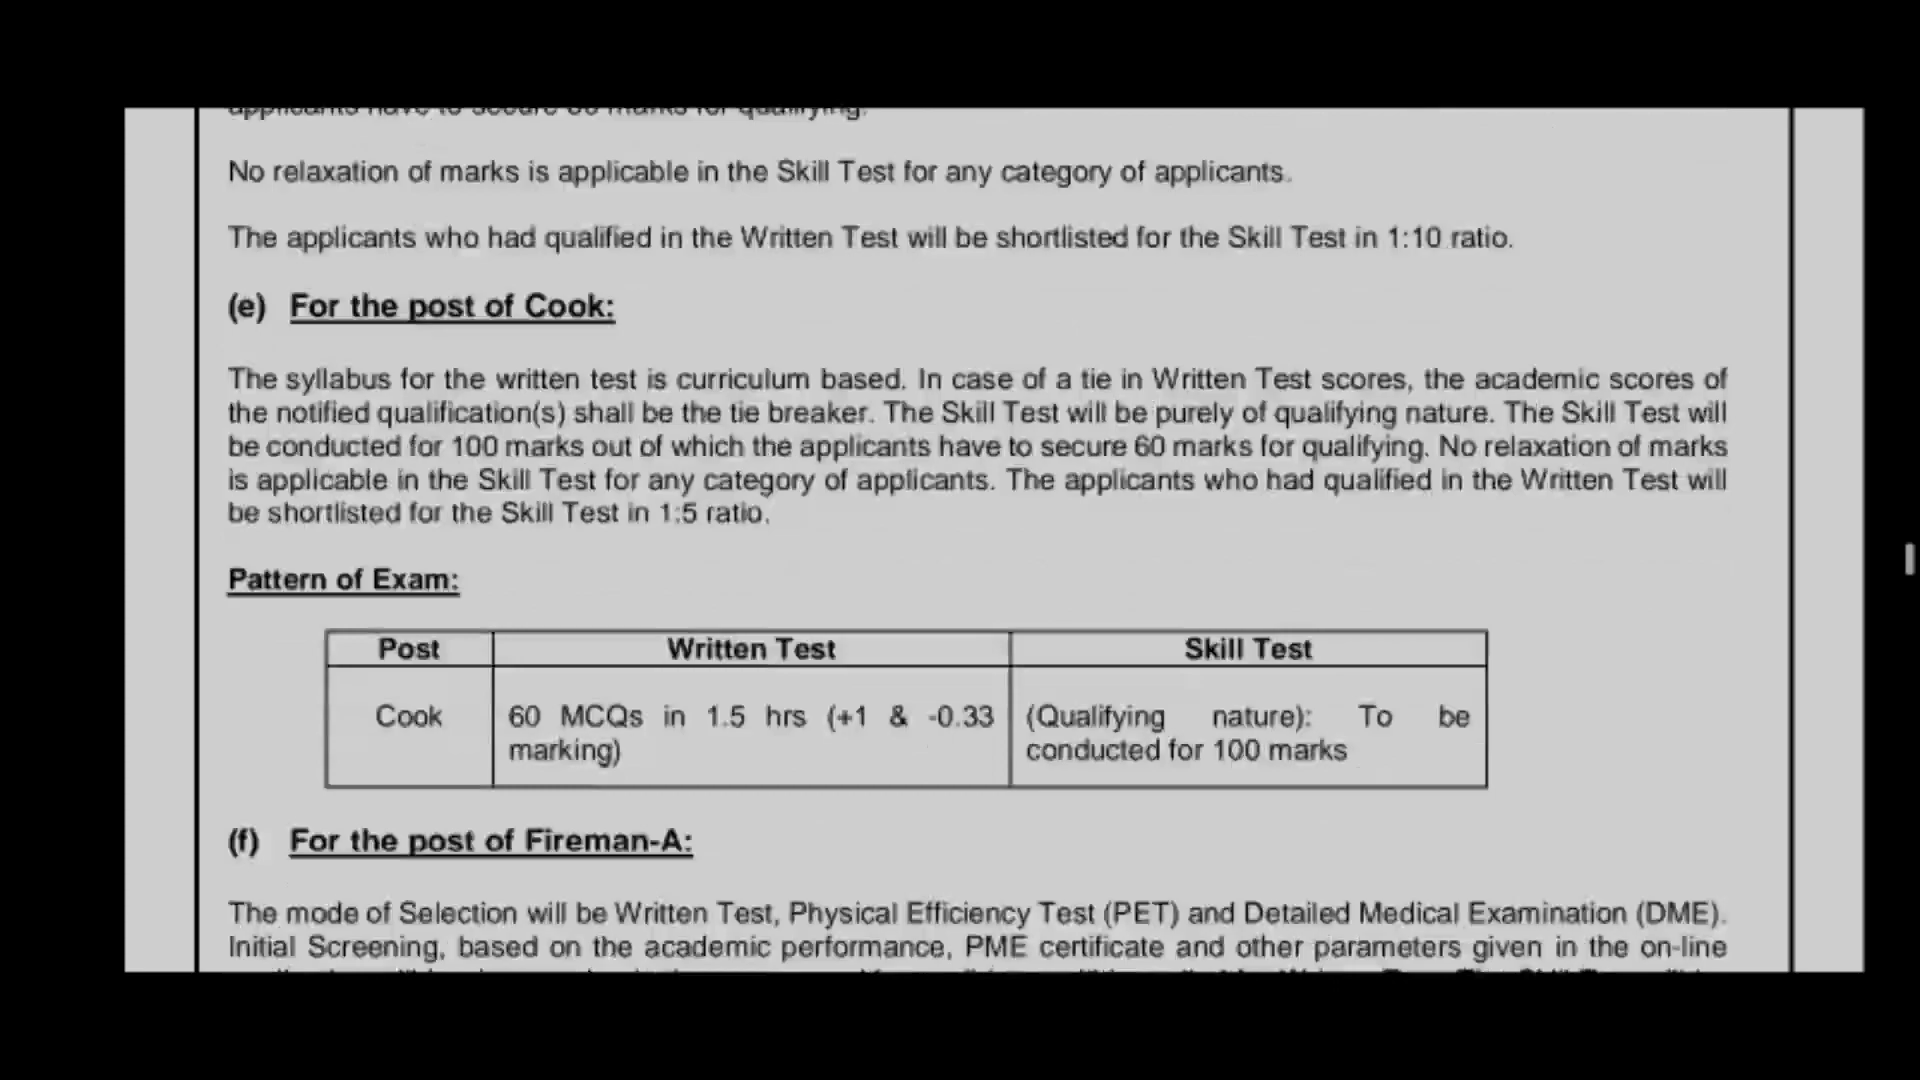 applicants have to secure 60 marks for qualifying.
No relaxation of marks is applicable in the Skill Test for any category of applicants.
The applicants who had qualified in the Written Test will be shortlisted for the Skill Test in 1:10 ratio.
(e) For the post of Cook:
The syllabus for the written test is curriculum based. In case of a tie in Written Test scores, the academic scores of
the notified qualification(s) shall be the tie breaker. The Skill Test will be purely of qualifying nature. The Skill Test will
be conducted for 100 marks out of which the applicants have to secure 60 marks for qualifying. No relaxation of marks
is applicable in the Skill Test for any category of applicants. The applicants who had qualified in the Written Test will
be shortlisted for the Skill Test in 1:5 ratio.
Pattern of Exam:
Post Written Test Skill Test
Cook 60 MCQs in 1.5 hrs (+1 & -0.33 (Qualifying nature): To be
marking) conducted for 100 marks
(f) For the post of Fireman-A:
The mode of Selection will be Written Test, Physical Efficiency Test (PET) and Detailed Medical Examination (DME).
Initial Screening, based on the academic performance, PME certificate and other parameters given in the on-line